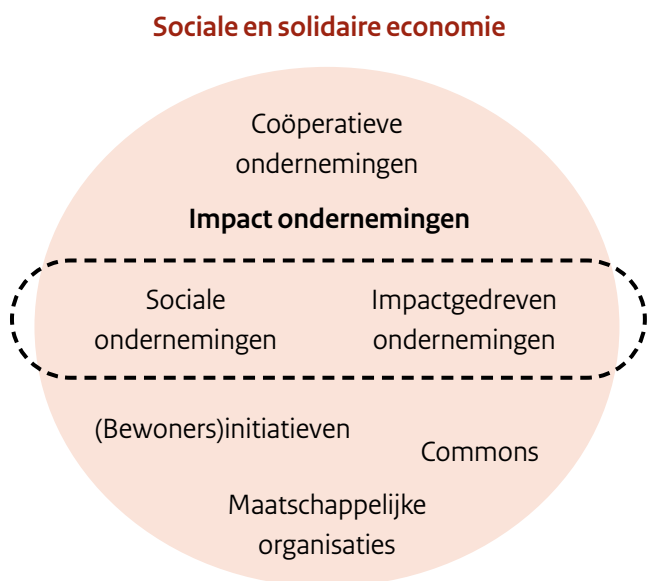 Sociale en solidaire economie
Coöperatieve
ondernemingen
Impact ondernemingen
Sociale
ondernemingen
Impactgedreven
ondernemingen
(Bewoners)initiatieven
Commons
Maatschappelijke
organisaties